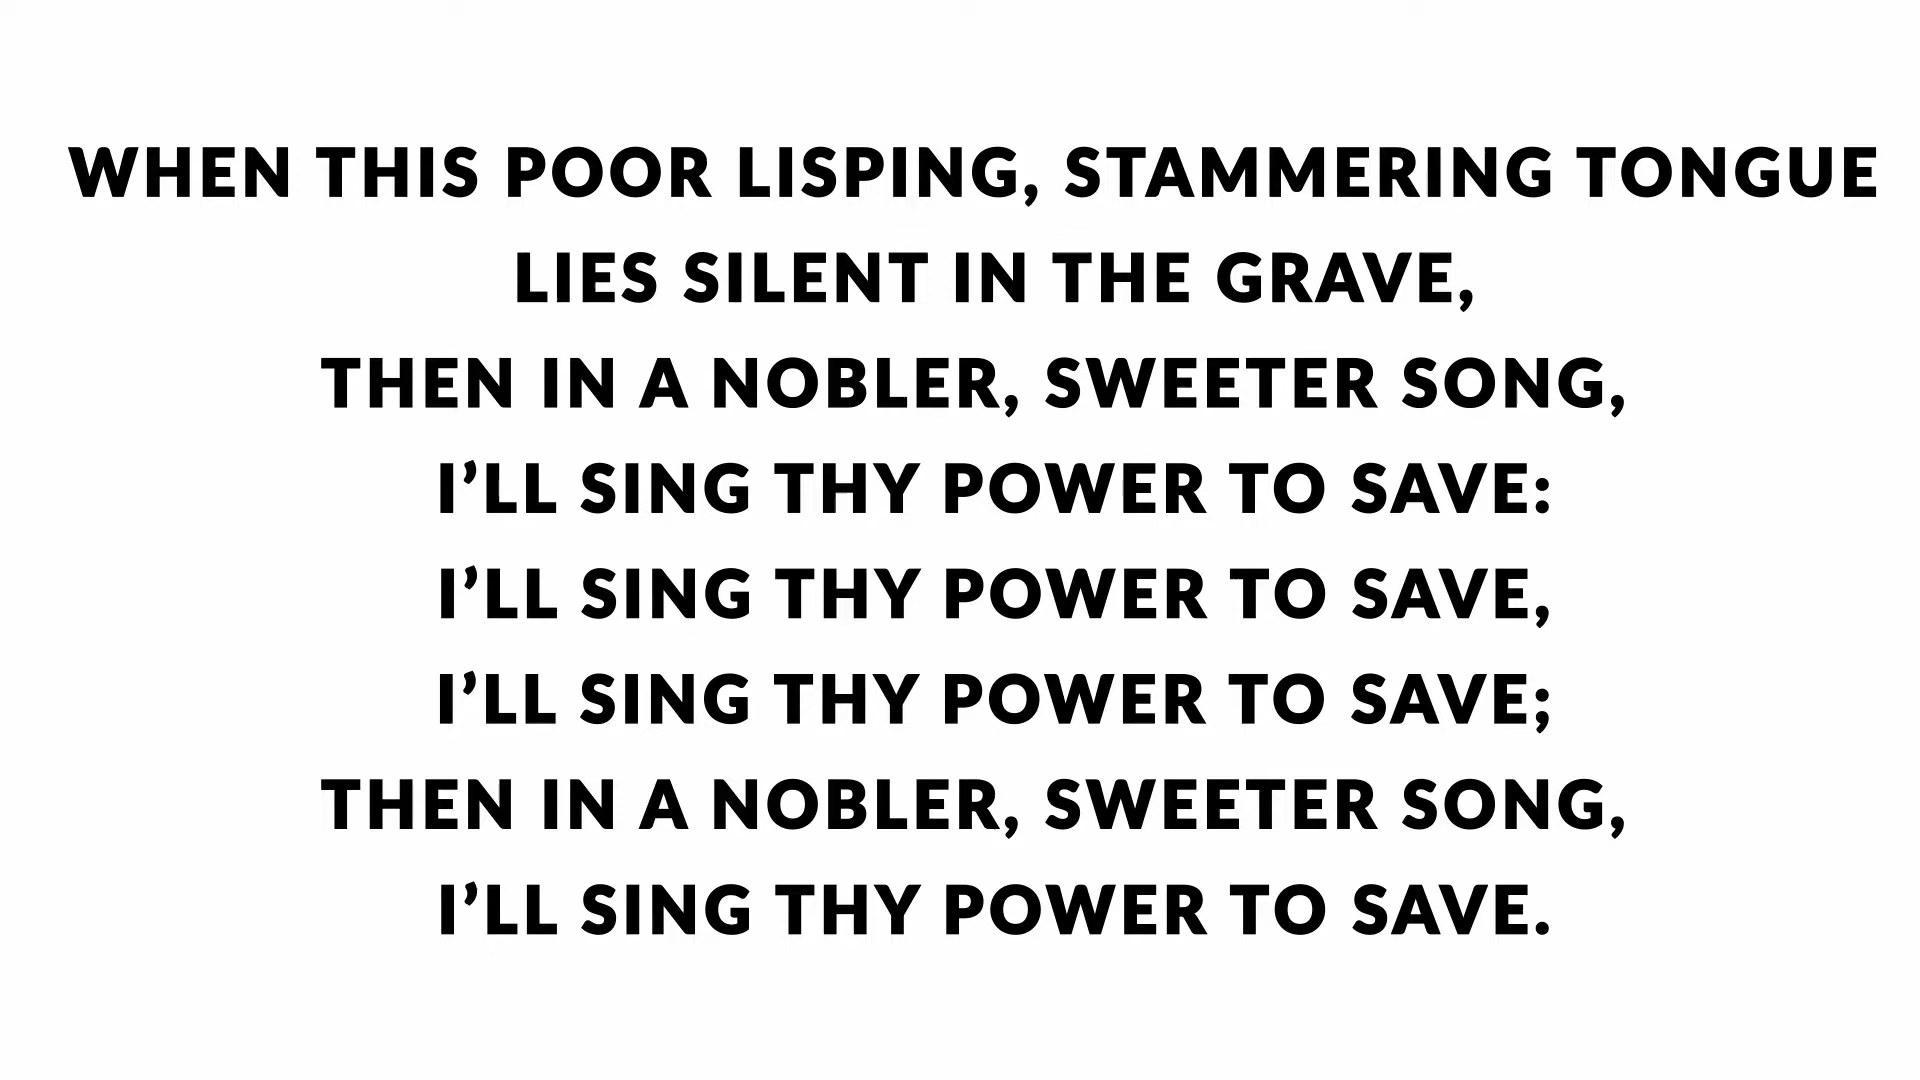 WHEN THIS POOR LISPING, STAMMERING TONGUE
LIES SILENT IN THE GRAVE,
THEN IN A NOBLER, SWEETER SONG,
I’LL SING THY POWER TO SAVE:
I’LL SING THY POWER TO SAVE,
I’LL SING THY POWER TO SAVE;
THEN IN A NOBLER, SWEETER SONG,
I’LL SING THY POWER TO SAVE.